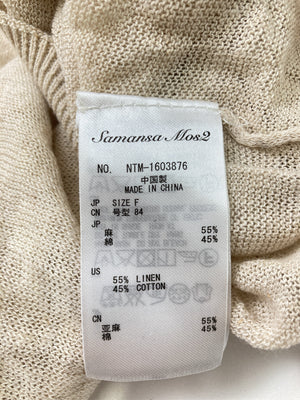 Samansa Mos2
NO. NTM-1603876
中国製
MADE IN CHINA
JP SIZE F
CN 号型 84
JP
麻 55%
綿 45%
US
55% LINEN
45% COTTON
CN
亚麻 55%
棉 45%